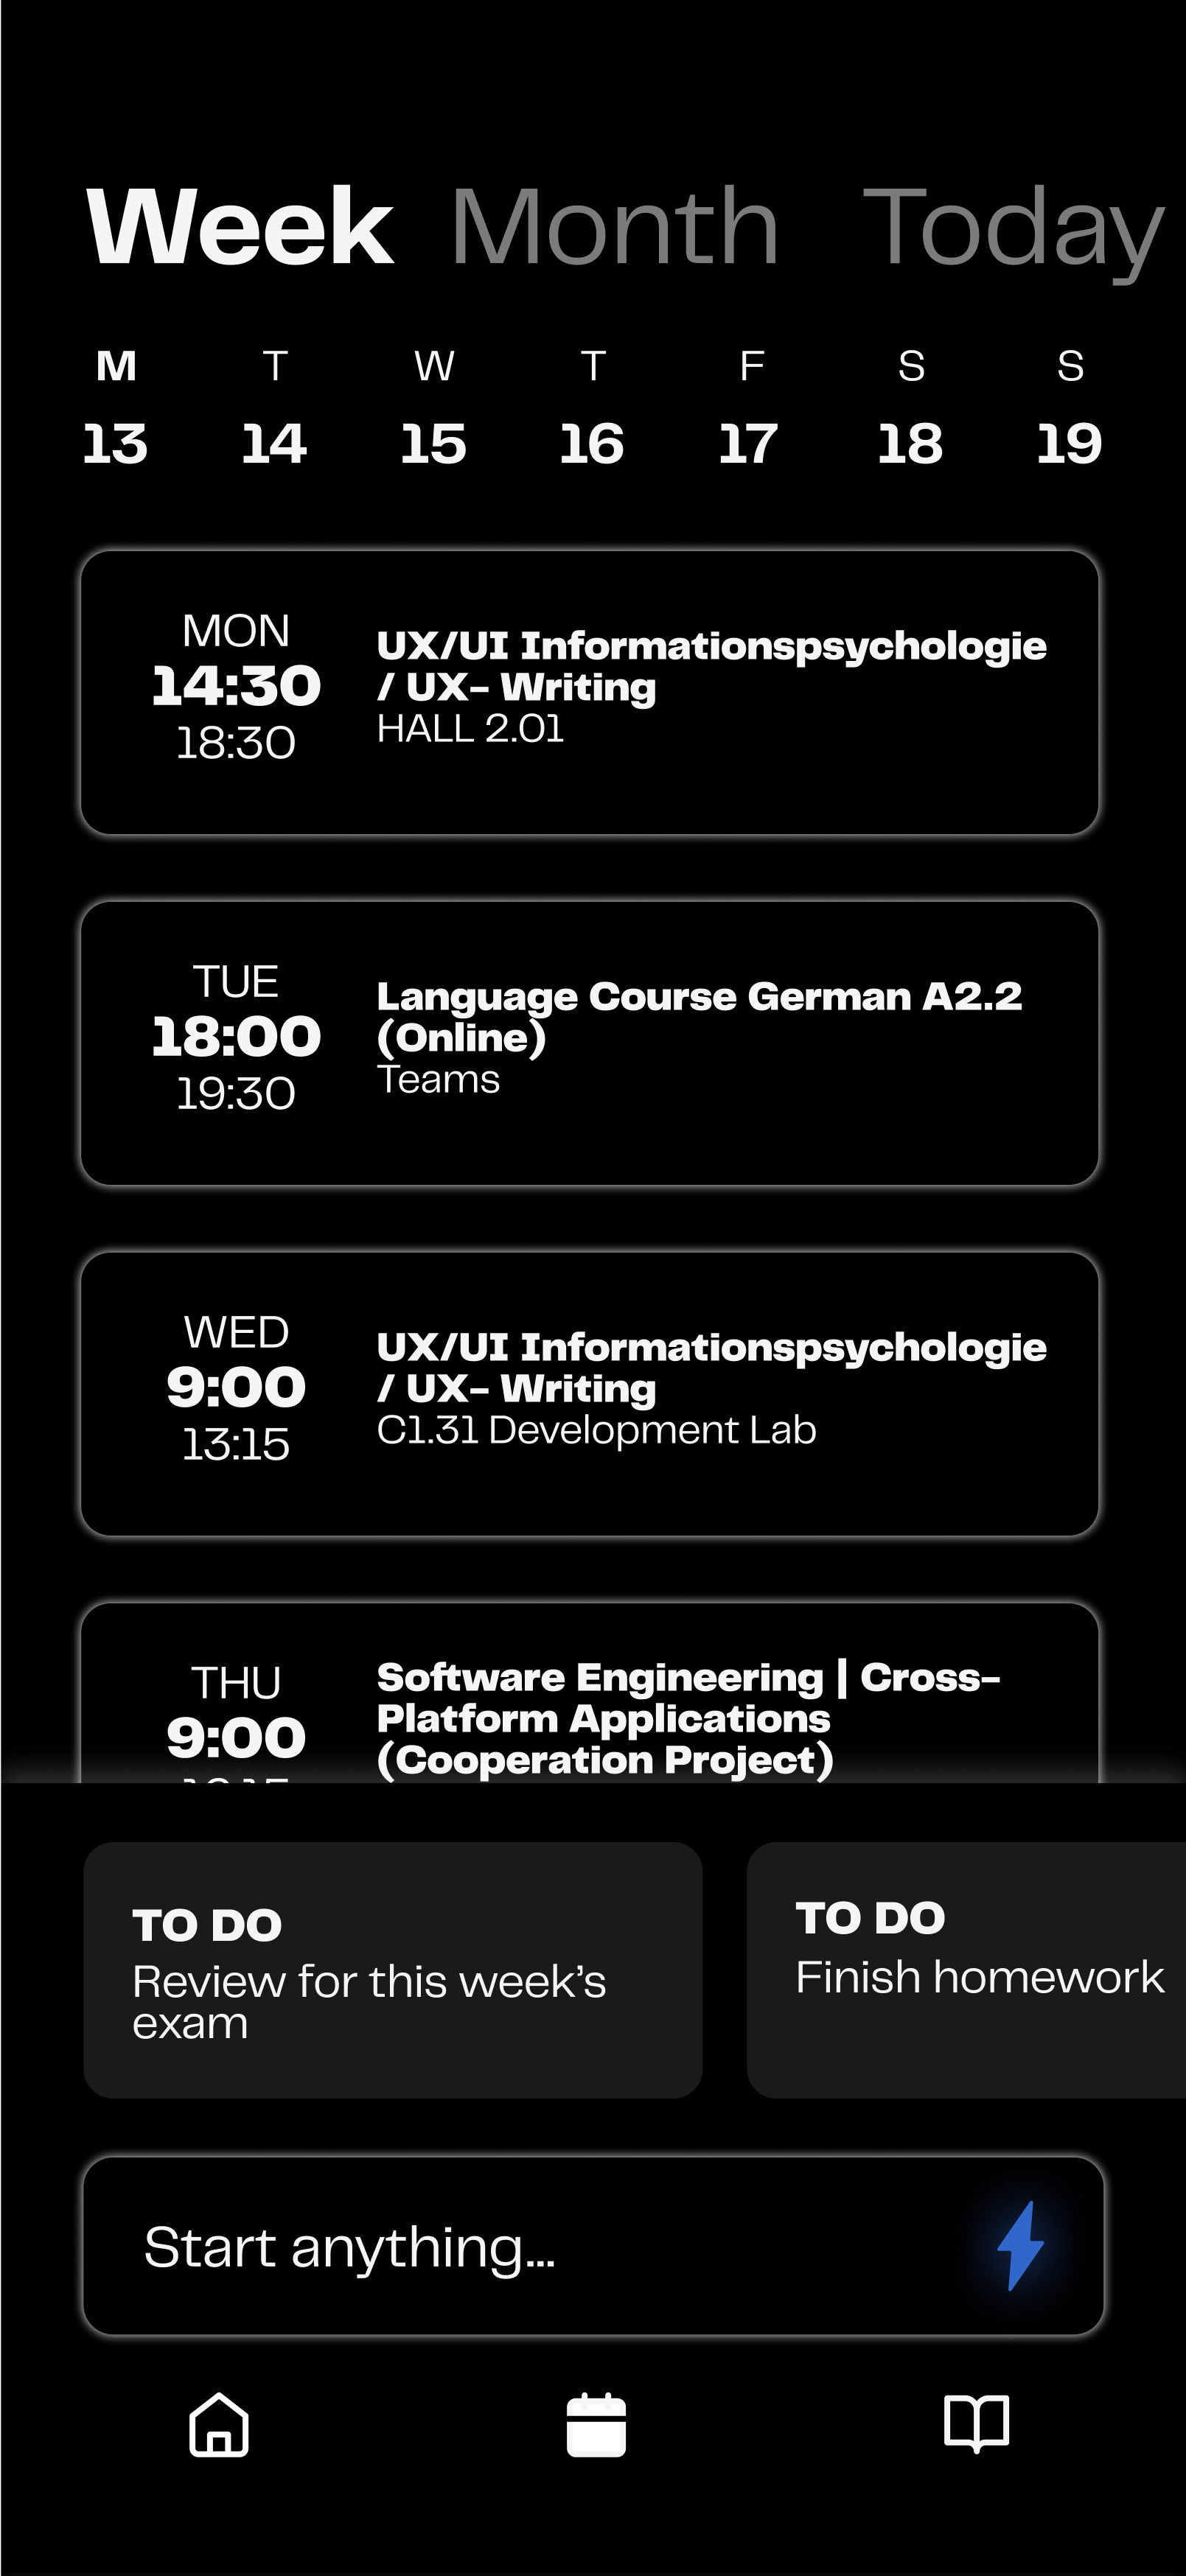 Week Month Today
M T W T F S S
13 14 15 16 17 18 19
MON
14:30
18:30
UX/UI Informationspsychologie
/ UX- Writing
HALL 2.01
TUE
18:00
19:30
Language Course German A2.2
(Online)
Teams
WED
9:00
13:15
UX/UI Informationspsychologie
/ UX- Writing
C1.31 Development Lab
THU
9:00
Software Engineering | Cross-
Platform Applications
(Cooperation Project)
TO DO
Review for this week’s
exam
TO DO
Finish homework
Start anything...